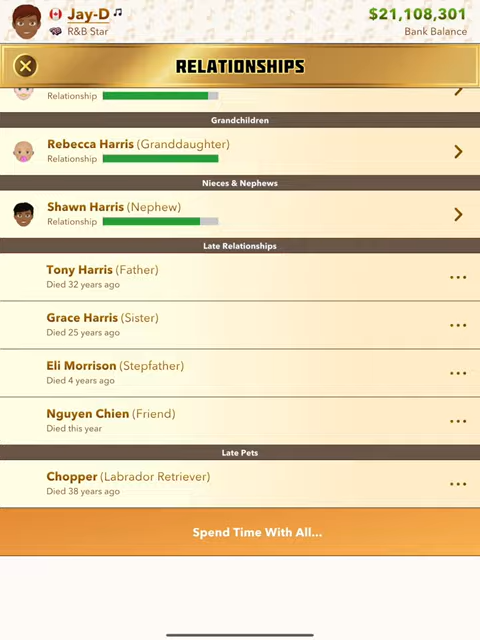 Jay-D
$21,108,301
R&B Star
Bank Balance
RELATIONSHIPS
Relationship
Grandchildren
Rebecca Harris (Granddaughter)
Relationship
Nieces & Nephews
Shawn Harris (Nephew)
Relationship
Late Relationships
Tony Harris (Father)
Died 32 years ago
Grace Harris (Sister)
Died 25 years ago
Eli Morrison (Stepfather)
Died 4 years ago
Nguyen Chien (Friend)
Died this year
Late Pets
Chopper (Labrador Retriever)
Died 38 years ago
Spend Time With All...